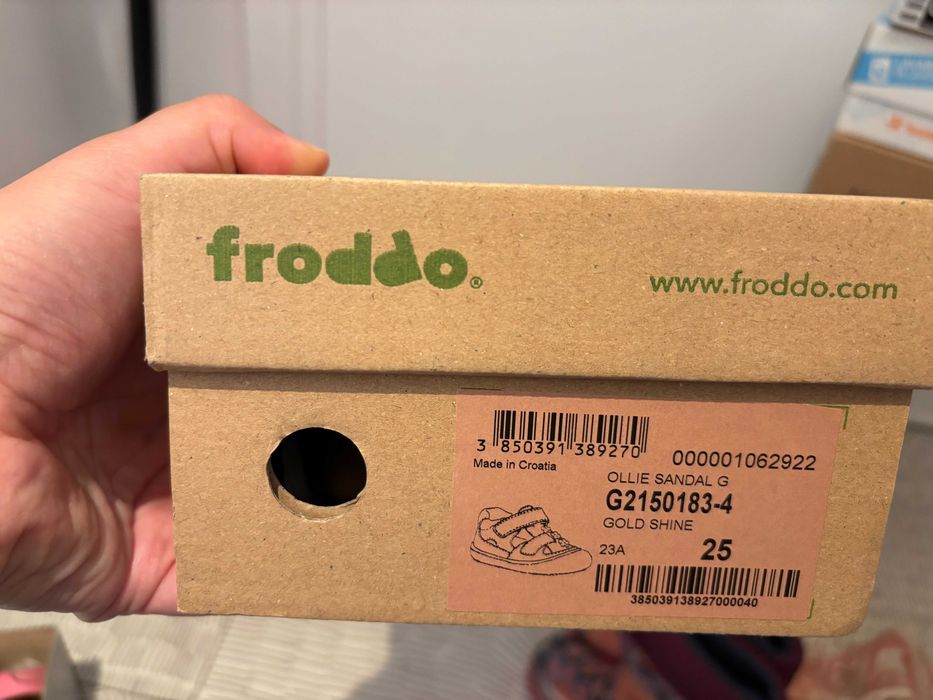 froddo®
www.froddo.com
3 850391 389270
000001062922
Made in Croatia
OLLIE SANDAL G
G2150183-4
GOLD SHINE
23A
25
385039138927000040